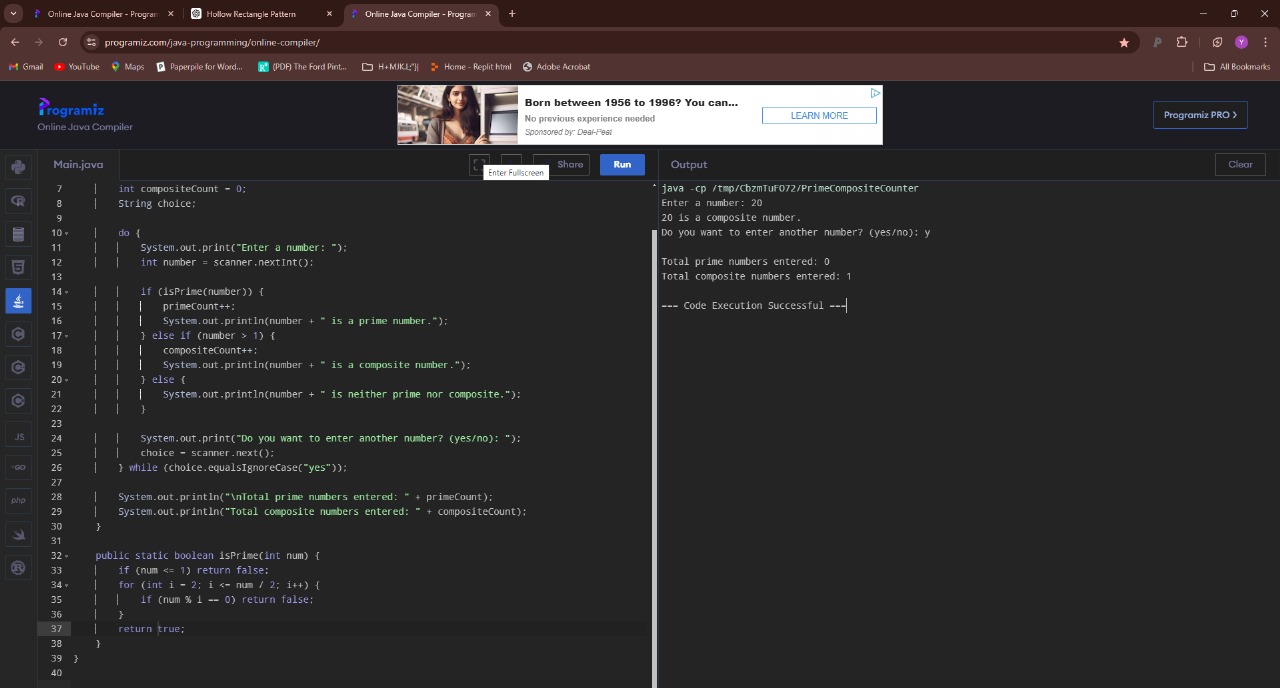 Online Java Compiler - Program
Hollow Rectangle Pattern
Online Java Compiler - Program
programiz.com/java-programming/online-compiler/
Gmail
YouTube
Maps
Paperpile for Word...
(PDF) The Ford Pint...
H+MJKJ;")(
Home - Replit html
Adobe Acrobat
All Bookmarks
Programiz
Online Java Compiler
Born between 1956 to 1996? You can...
No previous experience needed
Sponsored by: Deal-Peat
LEARN MORE
Programiz PRO >
Main.java
Enter Fullscreen
Share
Run
Output
Clear
7 int compositeCount = 0;
8 String choice;
9
10 do {
11 System.out.print("Enter a number: ");
12 int number = scanner.nextInt();
13
14 if (isPrime(number)) {
15 primeCount++;
16 System.out.println(number + " is a prime number.");
17 } else if (number > 1) {
18 compositeCount++;
19 System.out.println(number + " is a composite number.");
20 } else {
21 System.out.println(number + " is neither prime nor composite.");
22 }
23
24 System.out.print("Do you want to enter another number? (yes/no): ");
25 choice = scanner.next();
26 } while (choice.equalsIgnoreCase("yes"));
27
28 System.out.println("\nTotal prime numbers entered: " + primeCount);
29 System.out.println("Total composite numbers entered: " + compositeCount);
30 }
31
32 public static boolean isPrime(int num) {
33 if (num <= 1) return false;
34 for (int i = 2; i <= num / 2; i++) {
35 if (num % i == 0) return false;
36 }
37 return true;
38 }
39 }
40
java -cp /tmp/CbzmTuFO72/PrimeCompositeCounter
Enter a number: 20
20 is a composite number.
Do you want to enter another number? (yes/no): y
Total prime numbers entered: 0
Total composite numbers entered: 1
=== Code Execution Successful ===
JS
GO
php